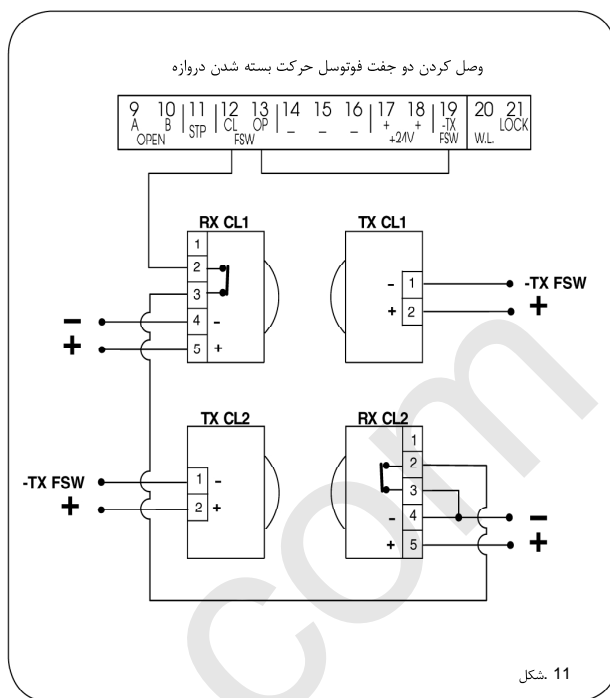 وصل کردن دو جفت فوتوسل حرکت بسته شدن دروازه
9 10 11 12 13 14 15 16 17 18 19 20 21
A B STP CL OP - - - + + -TX W.L. LOCK
OPEN FSW +24V FSW
RX CL1 TX CL1
1
2
3
4 -
5 +
- 1
+ 2
-TX FSW
+
-
+
TX CL2 RX CL2
1 -
2 +
-TX FSW
+
1
2
3
- 4
+ 5
-
+
شکل. 11
com